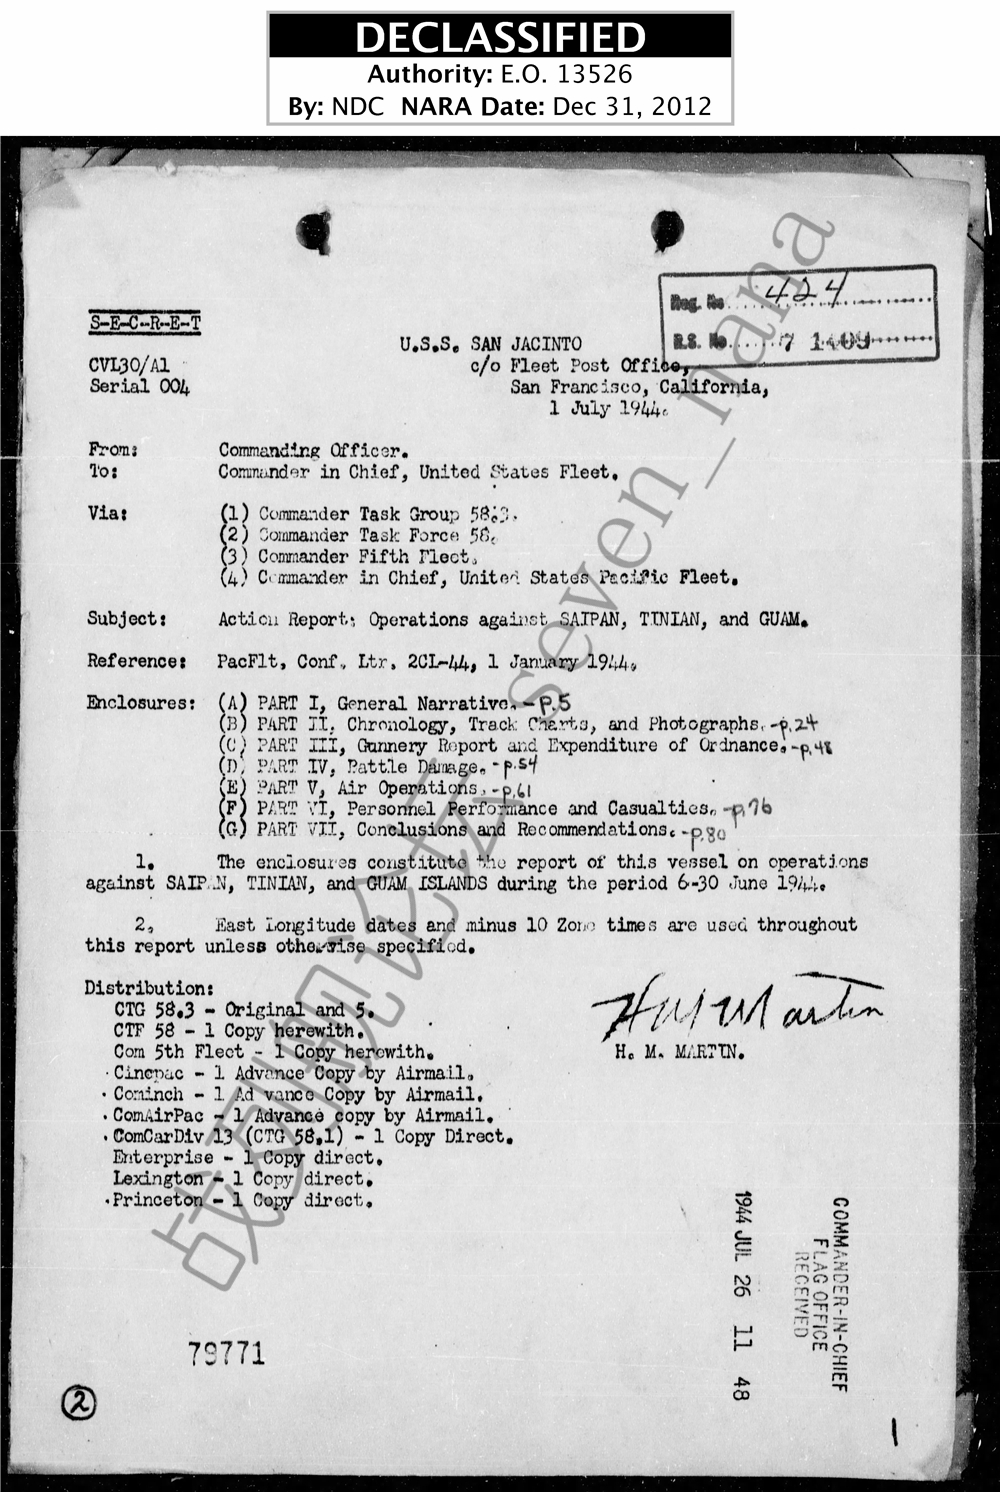 DECLASSIFIED
Authority: E.O. 13526
By: NDC NARA Date: Dec 31, 2012
Reg. No. 424
R.S. No. 7 1409
S-E-C-R-E-T
U.S.S. SAN JACINTO
CVL30/A1 c/o Fleet Post Office,
Serial 004 San Francisco, California,
1 July 1944.
From: Commanding Officer.
To: Commander in Chief, United States Fleet.
Via: (1) Commander Task Group 58.3.
(2) Commander Task Force 58.
(3) Commander Fifth Fleet.
(4) Commander in Chief, United States Pacific Fleet.
Subject: Action Report; Operations against SAIPAN, TINIAN, and GUAM.
Reference: PacFlt, Conf. Ltr. 2CL-44, 1 January 1944.
Enclosures: (A) PART I, General Narrative. - p.5
(B) PART II, Chronology, Track Charts, and Photographs. - p.24
(C) PART III, Gunnery Report and Expenditure of Ordnance. - p.48
(D) PART IV, Battle Damage. - p.54
(E) PART V, Air Operations. - p.61
(F) PART VI, Personnel Performance and Casualties. - p.76
(G) PART VII, Conclusions and Recommendations. - p.80
1. The enclosures constitute the report of this vessel on operations
against SAIPAN, TINIAN, and GUAM ISLANDS during the period 6-30 June 1944.
2. East Longitude dates and minus 10 Zone times are used throughout
this report unless otherwise specified.
Distribution:
CTG 58.3 - Original and 5.
CTF 58 - 1 Copy herewith.
Com 5th Fleet - 1 Copy herewith.
Cincpac - 1 Advance Copy by Airmail.
Cominch - 1 Ad vance Copy by Airmail.
ComAirPac - 1 Advance copy by Airmail.
ComCarDiv 13 (CTG 58.1) - 1 Copy Direct.
Enterprise - 1 Copy direct.
Lexington - 1 Copy direct.
Princeton - 1 Copy direct.
H M Martin
H. M. MARTIN.
1944 JUL 26 11 48
COMMANDER-IN-CHIEF
FLAG OFFICE
RECEIVED
79771
2
1
战列舰论坛 seven_nana